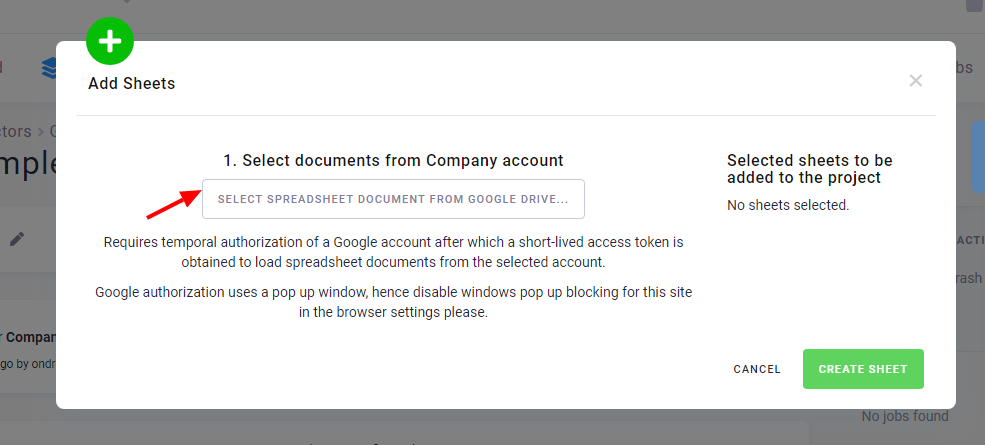 bs
Add Sheets
ctors > G
mple
1. Select documents from Company account
Selected sheets to be
added to the project
SELECT SPREADSHEET DOCUMENT FROM GOOGLE DRIVE...
No sheets selected.
Requires temporal authorization of a Google account after which a short-lived access token is
obtained to load spreadsheet documents from the selected account.
ACTI
rash
Google authorization uses a pop up window, hence disable windows pop up blocking for this site
in the browser settings please.
r Compan
go by ondr
CANCEL
CREATE SHEET
No jobs found